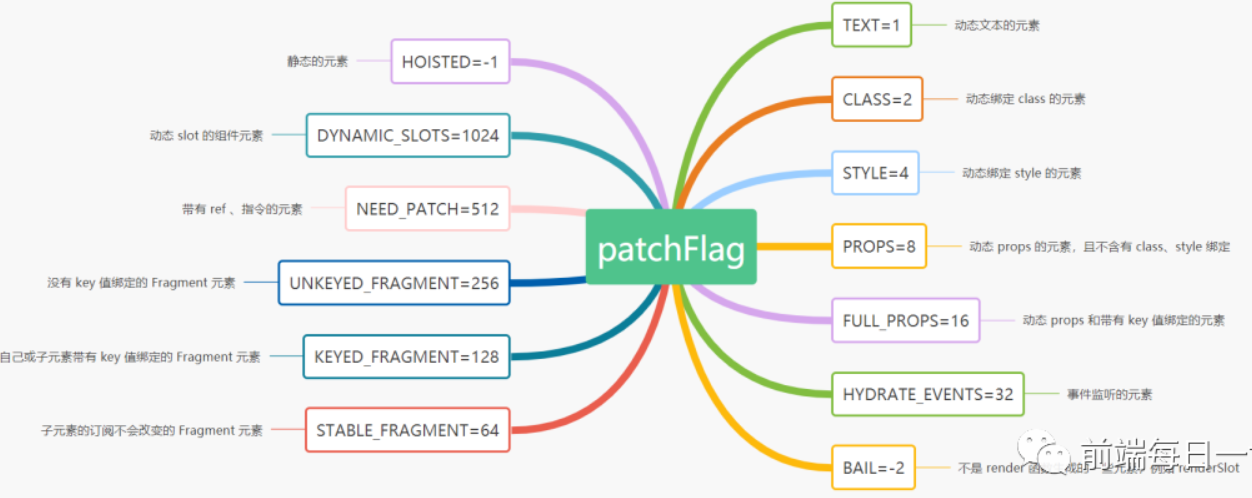 patchFlag
TEXT=1
动态文本的元素
CLASS=2
动态绑定 class 的元素
STYLE=4
动态绑定 style 的元素
PROPS=8
动态 props 的元素，且不含有 class、style 绑定
FULL_PROPS=16
动态 props 和带有 key 值绑定的元素
HYDRATE_EVENTS=32
事件监听的元素
BAIL=-2
不是 render 函 renderSlot
HOISTED=-1
静态的元素
DYNAMIC_SLOTS=1024
动态 slot 的组件元素
NEED_PATCH=512
带有 ref 、指令的元素
UNKEYED_FRAGMENT=256
没有 key 值绑定的 Fragment 元素
KEYED_FRAGMENT=128
自己或子元素带有 key 值绑定的 Fragment 元素
STABLE_FRAGMENT=64
子元素的订阅不会改变的 Fragment 元素
前端每日一